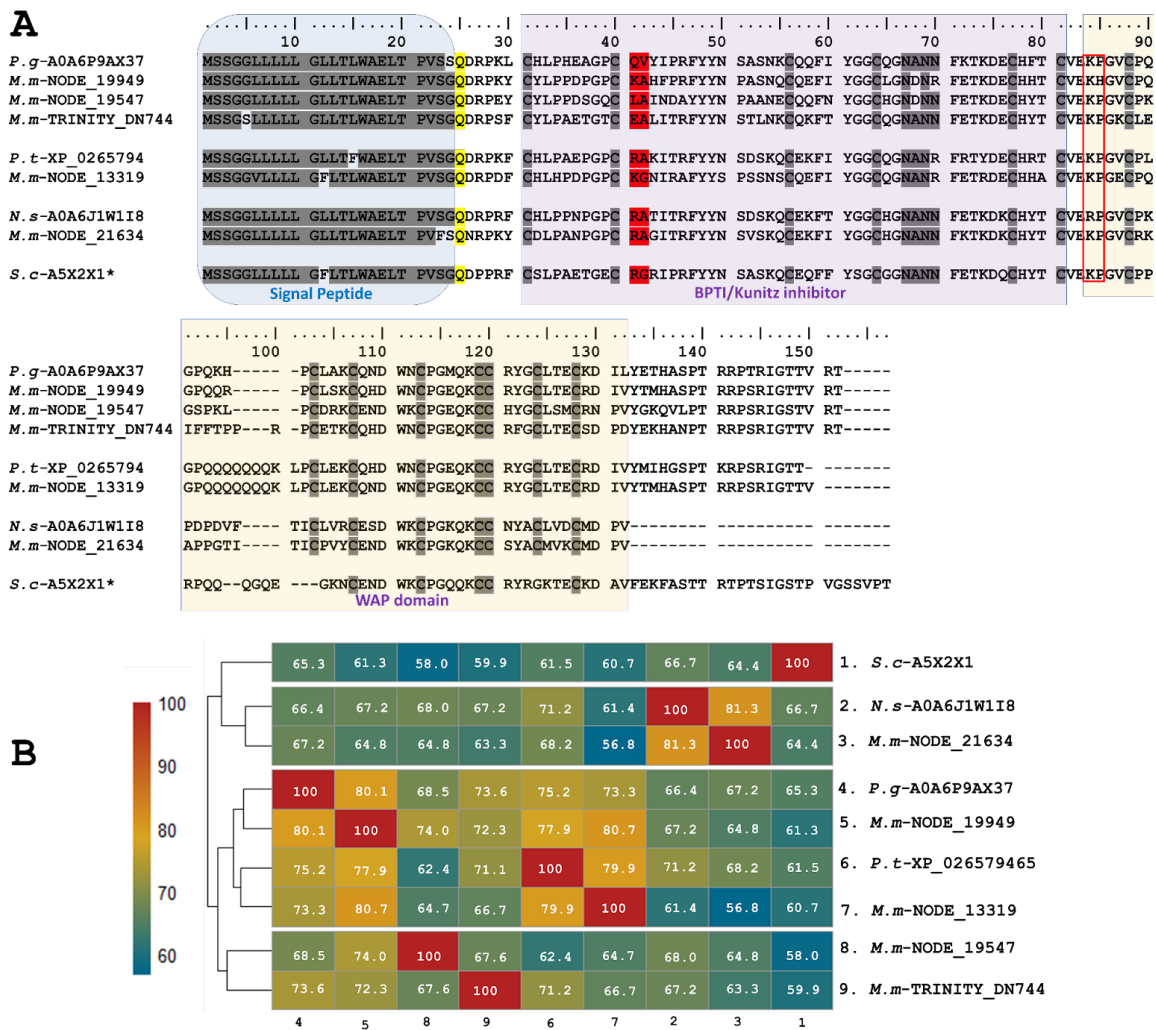 A
10 20 30 40 50 60 70 80 90
P.g-A0A6P9AX37 MSSGGLLLLL GLLTLWAELT PVSSQDRPKL CHLPHEAGPC QVYIPRFYYN SASNKCQQFI YGGCQGNANN FKTKDECHFT CVEKPGVCPQ
M.m-NODE_19949 MSSGGLLLLL GLLTLWAELT PVSGQDRPKL CYLPADPGPC KAHFPRFYYN PASNKCEEFI YGGCLGNDNR FETKDECHYT CVEKHGVCPQ
M.m-NODE_19547 MSSGGLLLLL GLLTLWAELT PVSGQDRPEY CYLPPDSGQC LAINDAYYYN PAANECQQFN YGGCHGNDNN FETKDECHYT CVEKPGVCPK
M.m-TRINITY_DN744 MSSGSLLLLL GLLTLWAELT PVSGQDRPSF CYLPADTGTC EALITRFYYN STLNKCQQFI YGGCQGNANN FETKDECHYT CVEKPGKCLE
P.t-XP_0265794 MSSGGLLLLL GLLTFWAELT PVSGQDRPKF CHLPAEPGPC RAKITRFYYN SDSKQCEKFI YGGCQGNANR FRTYDECHRT CVEKPGVCPL
M.m-NODE_13319 MSSGGVLLLL GFLTLWAELT PVSGQDRPDF CHLHPDPGPC KGNIRAFYYS PSSNSCQEFI YGGCQGNANR FETRDECHHA CVEKPGECPQ
N.s-A0A6J1W1I8 MSSGGLLLLL GLLTLWAELT PVSGQDRPRF CHLPPNPGPC RATITRFYYN SDSKQCEKFT YGGCHGNANN FKTKDECHYT CVERPGVCPK
M.m-NODE_21634 MSSGGLLLLL GLLTLWAELT PVFSQNRPKY CDLPANPGPC RAGITRFYYN SVSKQCEKFT YGGCHGNANN FKTKDKCHYT CVEKPGVCRK
S.c-A5X2X1* MSSGGLLLLL GFLTLWAELT PVSGQDPPRF CSLPAETGEC RGRIPRFYYN SASKQCEQFF YSGCGGNANN FETKDQCHYT CVEKPGVCPP
Signal Peptide BPTI/Kunitz inhibitor
100 110 120 130 140 150
P.g-A0A6P9AX37 GPQKH----- -PCLAKCQND WNCPGMQKCC RYGCLTECKD ILYETHASPT RRPTRIGTTV RT-----
M.m-NODE_19949 GPQQR----- -PCLSKCQHD WNCPGEQKCC RYGCLTECRD IVYTMHASPT RRPSRIGTTV RT-----
M.m-NODE_19547 GSPKL----- -PCDRKCEND WKCPGEQKCC HYGCLSMCRN PVYGKQVLPT RRPSRIGSTV RT-----
M.m-TRINITY_DN744 IFFTPP---R -PCETKCQHD WNCPGEQKCC RFGCLTECSD PDYEKHANPT RRPSRIGTTV RT-----
P.t-XP_0265794 GPQQQQQQQK LPCLEKCQHD WNCPGEQKCC RYGCLTECRD IVYMIHGSPT KRPSRIGTT- -------
M.m-NODE_13319 GPQQQQQQQK LPCLEKCQHD WNCPGEQKCC RYGCLTECRD IVYTMHASPT RRPSRIGTTV -------
N.s-A0A6J1W1I8 PDPDVF---- TICLVRCESD WKCPGKQKCC NYACLVDCMD PV-------- ---------- -------
M.m-NODE_21634 APPGTI---- TICPVYCEND WKCPGKQKCC SYACMVKCMD PV-------- ---------- -------
S.c-A5X2X1* RPQQ--QGQE ---GKNCEND WKCPGQQKCC RYRGKTECKD AVFEKFASTT RTPTSIGSTP VGSSVPT
WAP domain
B
100
90
80
70
60
65.3 61.3 58.0 59.9 61.5 60.7 66.7 64.4 100 1. S.c-A5X2X1
66.4 67.2 68.0 67.2 71.2 61.4 100 81.3 66.7 2. N.s-A0A6J1W1I8
67.2 64.8 64.8 63.3 68.2 56.8 81.3 100 64.4 3. M.m-NODE_21634
100 80.1 68.5 73.6 75.2 73.3 66.4 67.2 65.3 4. P.g-A0A6P9AX37
80.1 100 74.0 72.3 77.9 80.7 67.2 64.8 61.3 5. M.m-NODE_19949
75.2 77.9 62.4 71.1 100 79.9 71.2 68.2 61.5 6. P.t-XP_026579465
73.3 80.7 64.7 66.7 79.9 100 61.4 56.8 60.7 7. M.m-NODE_13319
68.5 74.0 100 67.6 62.4 64.7 68.0 64.8 58.0 8. M.m-NODE_19547
73.6 72.3 67.6 100 71.2 66.7 67.2 63.3 59.9 9. M.m-TRINITY_DN744
4 5 8 9 6 7 2 3 1